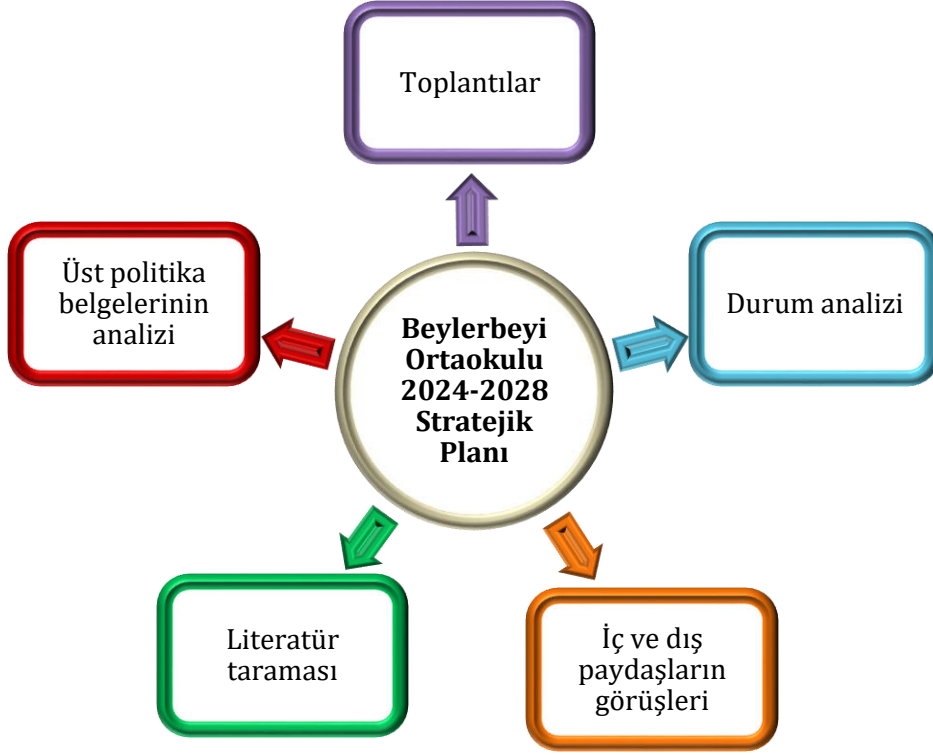 Toplantılar
Üst politika
belgelerinin
analizi
Beylerbeyi
Ortaokulu
2024-2028
Stratejik
Planı
Durum analizi
Literatür
taraması
İç ve dış
paydaşların
görüşleri